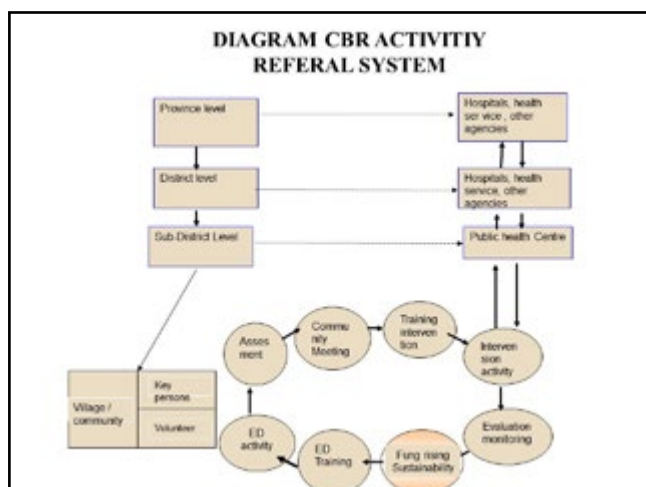 DIAGRAM CBR ACTIVITIY
REFERAL SYSTEM
Province level
Hospitals, health
ser vice , other
agencies
District level
Hospitals, health
service, other
agencies
Sub-District Level
Public health Centre
Asses
ment
Commu
nity
Meeting
Training
interven
tion
Interven
sion
activity
Evaluation
monitoring
Fung rising
Sustainability
ED
Training
ED
activity
Village /
community
Key
persons
Volunteer